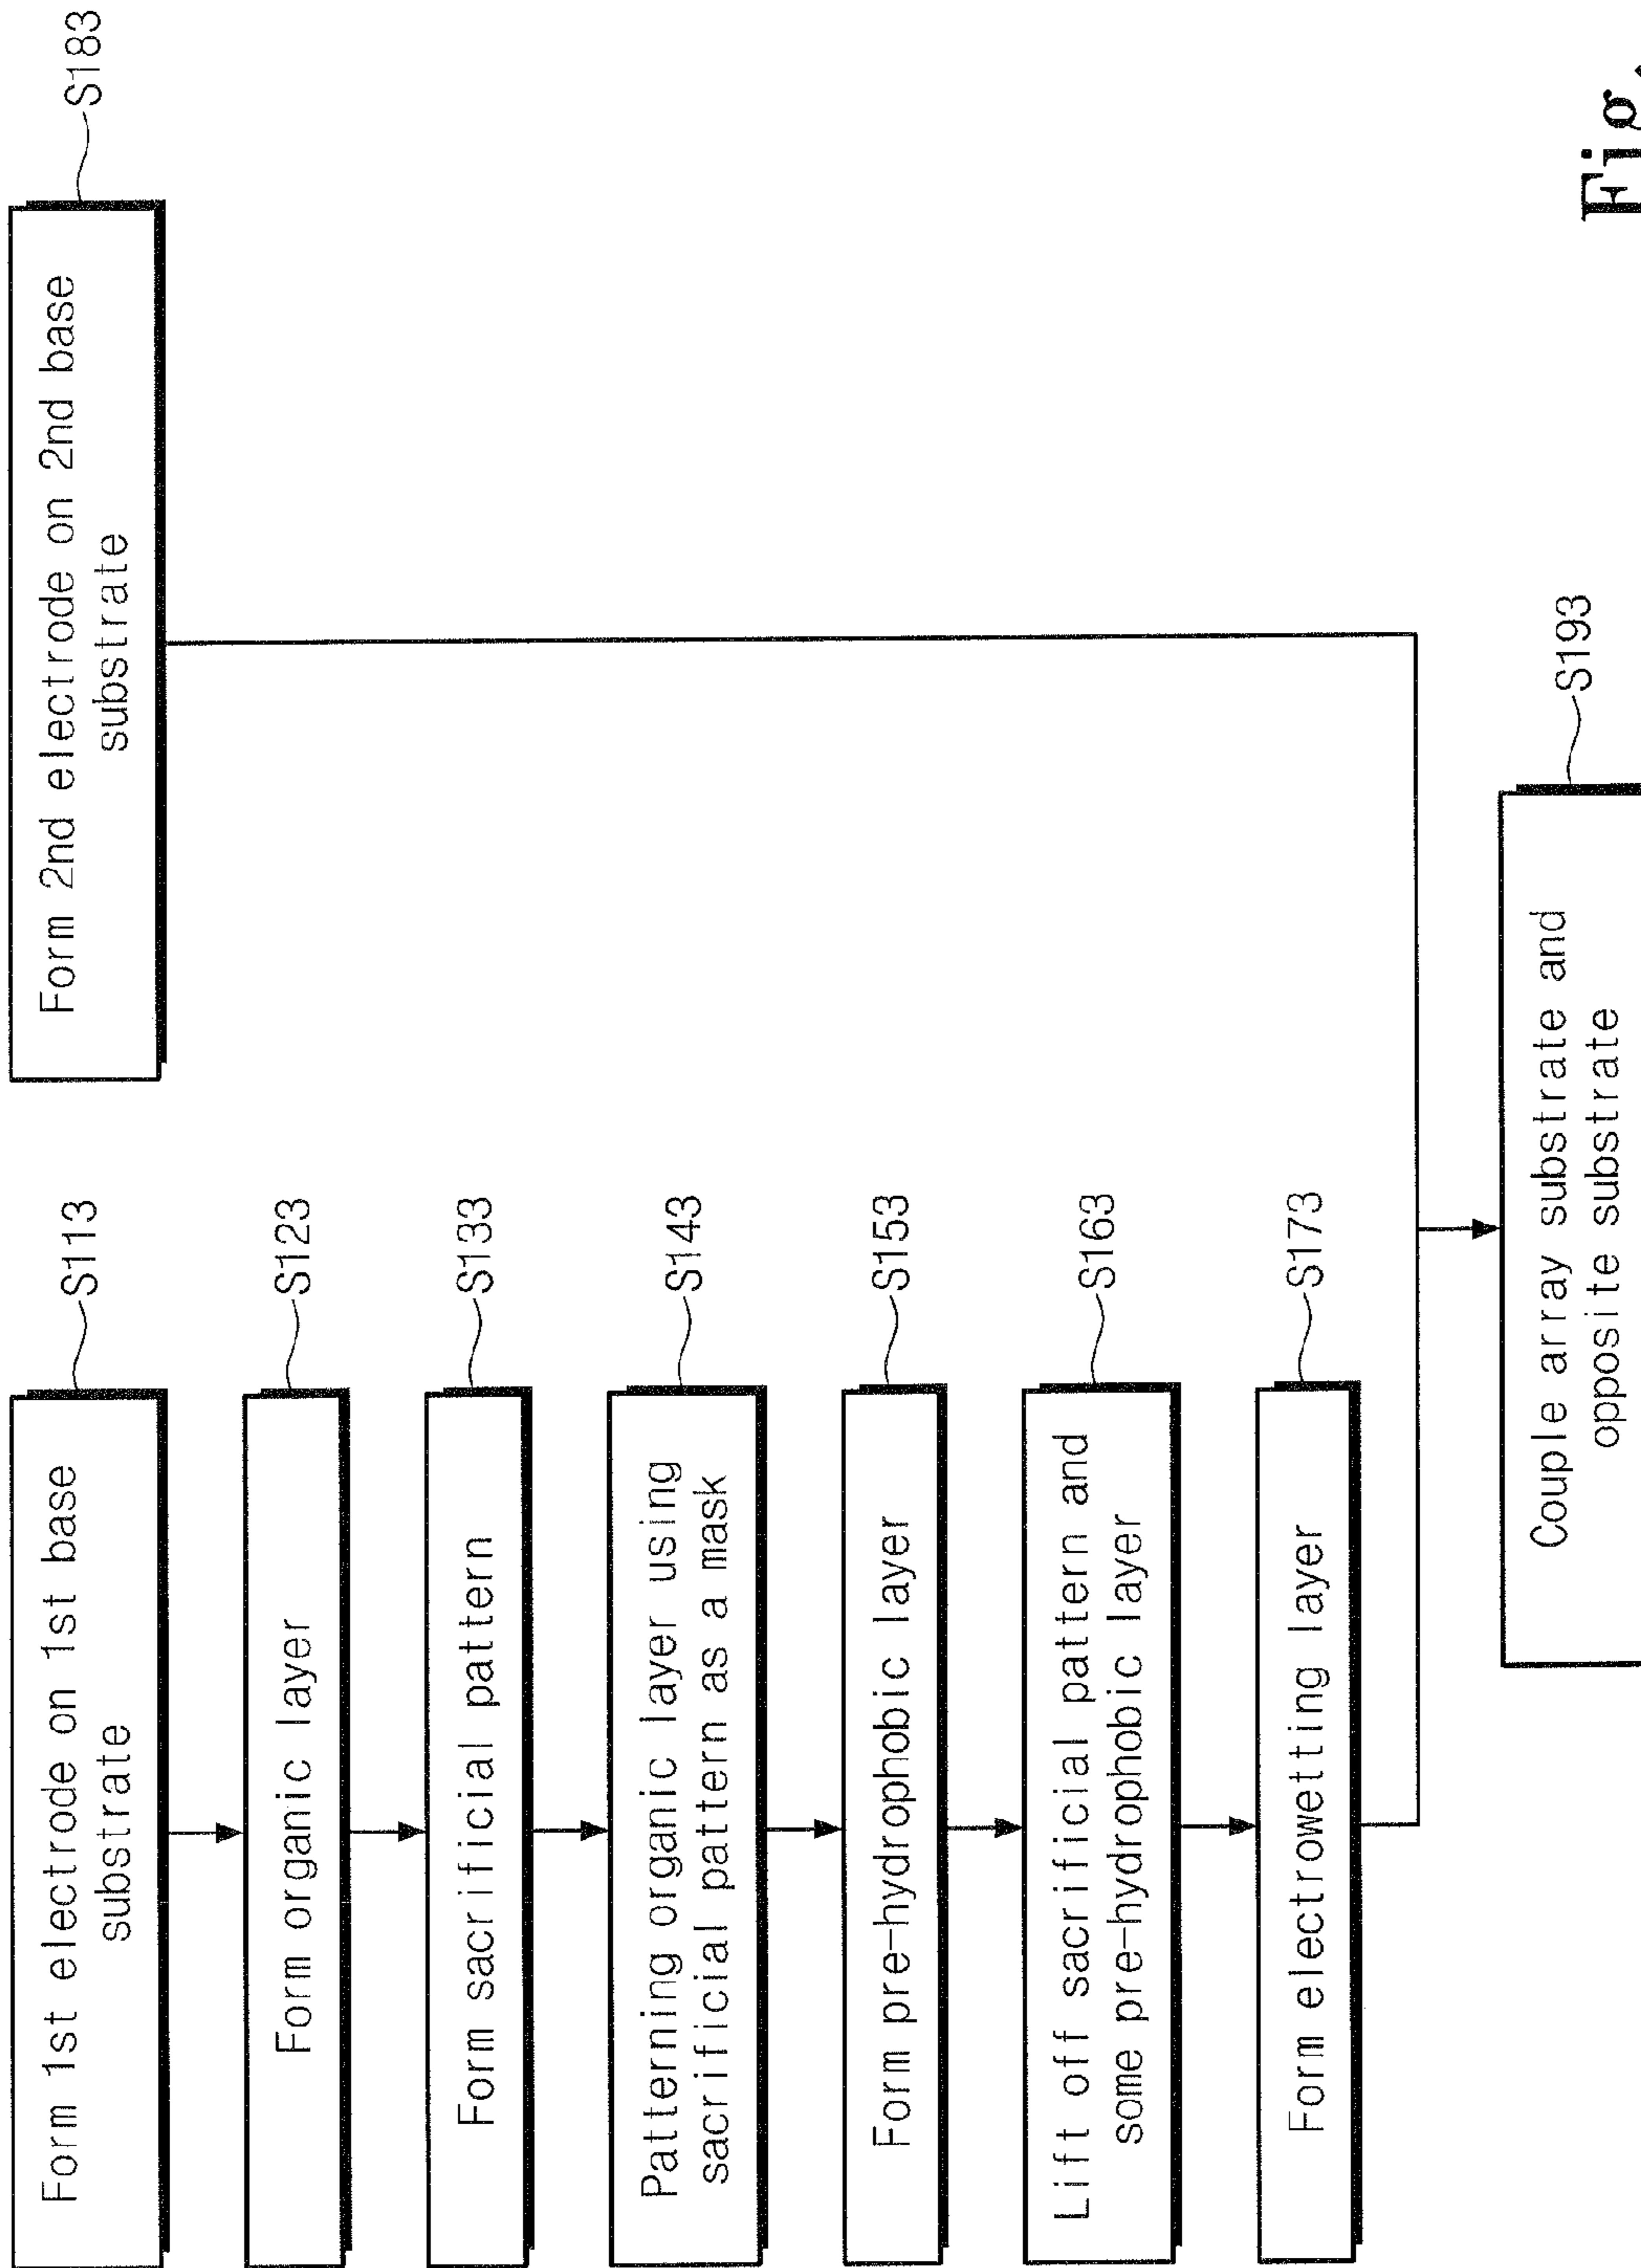 Form 1st electrode on 1st base
substrate
S113
Form organic layer
S123
Form sacrificial pattern
S133
Patterning organic layer using
sacrificial pattern as a mask
S143
Form pre-hydrophobic layer
S153
Lift off sacrificial pattern and
some pre-hydrophobic layer
S163
Form electrowetting layer
S173
Form 2nd electrode on 2nd base
substrate
S183
Couple array substrate and
opposite substrate
S193
Fig.